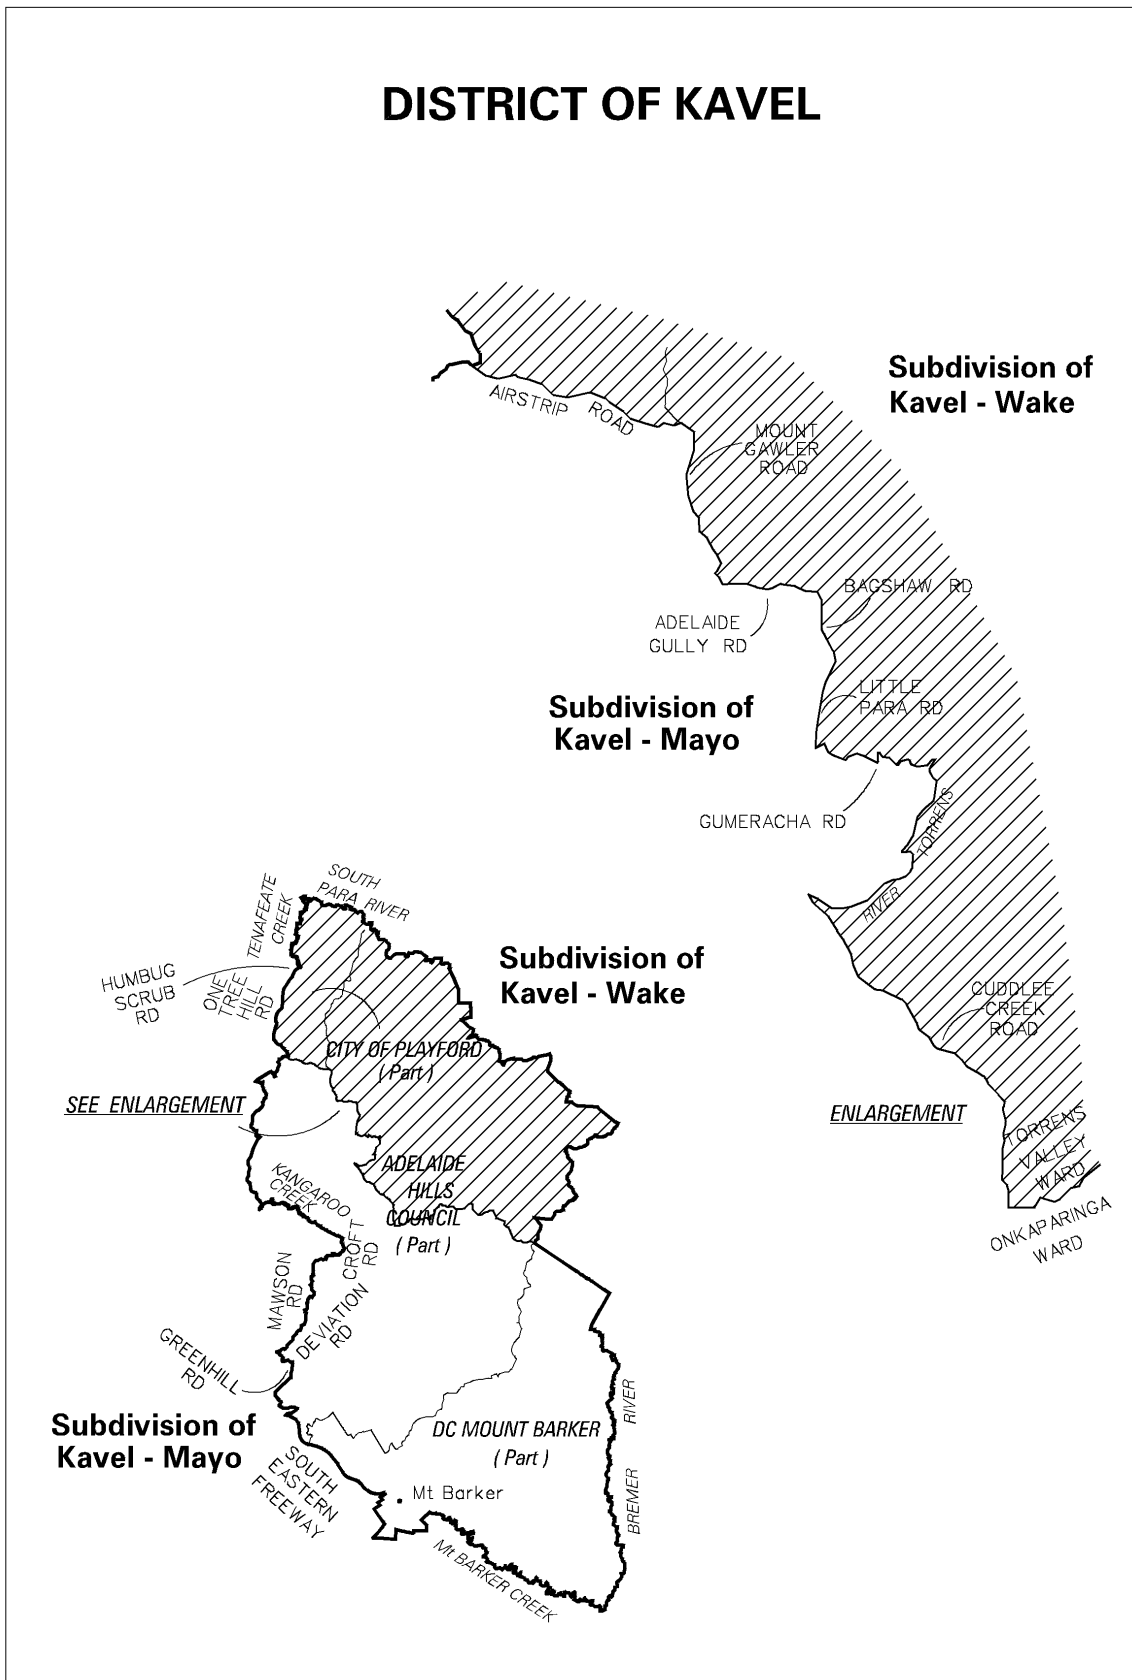 DISTRICT OF KAVEL
Subdivision of
Kavel - Wake
AIRSTRIP ROAD
MOUNT
GAWLER
ROAD
BAGSHAW RD
ADELAIDE
GULLY RD
LITTLE
PARA RD
Subdivision of
Kavel - Mayo
GUMERACHA RD
TORRENS
RIVER
CUDDLEE
CREEK
ROAD
ENLARGEMENT
TORRENS
VALLEY
WARD
ONKAPARINGA
WARD
SOUTH
PARA RIVER
TENAFEATE
CREEK
Subdivision of
Kavel - Wake
HUMBUG
SCRUB
RD
ONE
TREE
HILL
RD
CITY OF PLAYFORD
( Part )
SEE ENLARGEMENT
ADELAIDE
HILLS
COUNCIL
( Part )
KANGAROO
CREEK
CROFT
RD
MAWSON
RD
DEVIATION
RD
GREENHILL
RD
Subdivision of
Kavel - Mayo
DC MOUNT BARKER
( Part )
RIVER
BREMER
SOUTH
EASTERN
FREEWAY
Mt Barker
Mt BARKER CREEK